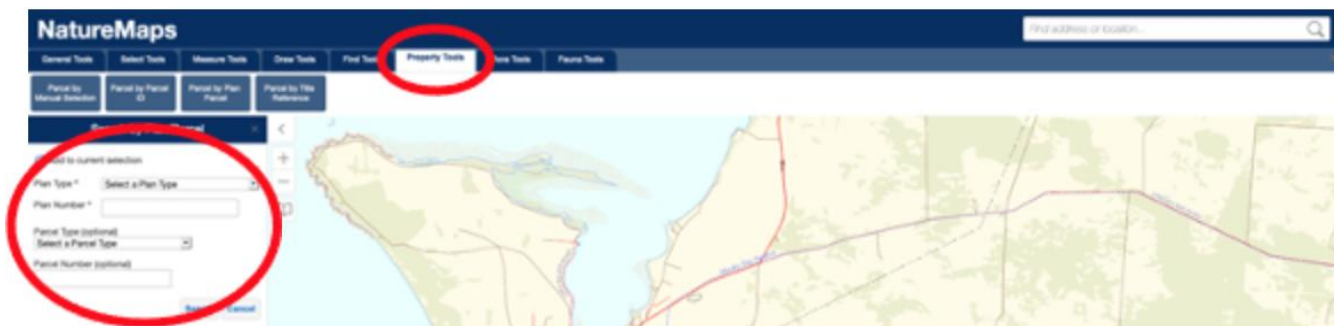 NatureMaps
Find address or location...
General Tools Select Tools Measure Tools Draw Tools Find Tools Property Tools Tools Fauna Tools
Parcel by Manual Selection
Parcel by Parcel ID
Parcel by Plan Parcel
Parcel by Title Reference
Add to current selection
Plan Type * Select a Plan Type
Plan Number *
Parcel Type (optional)
Select a Parcel Type
Parcel Number (optional)
Cancel